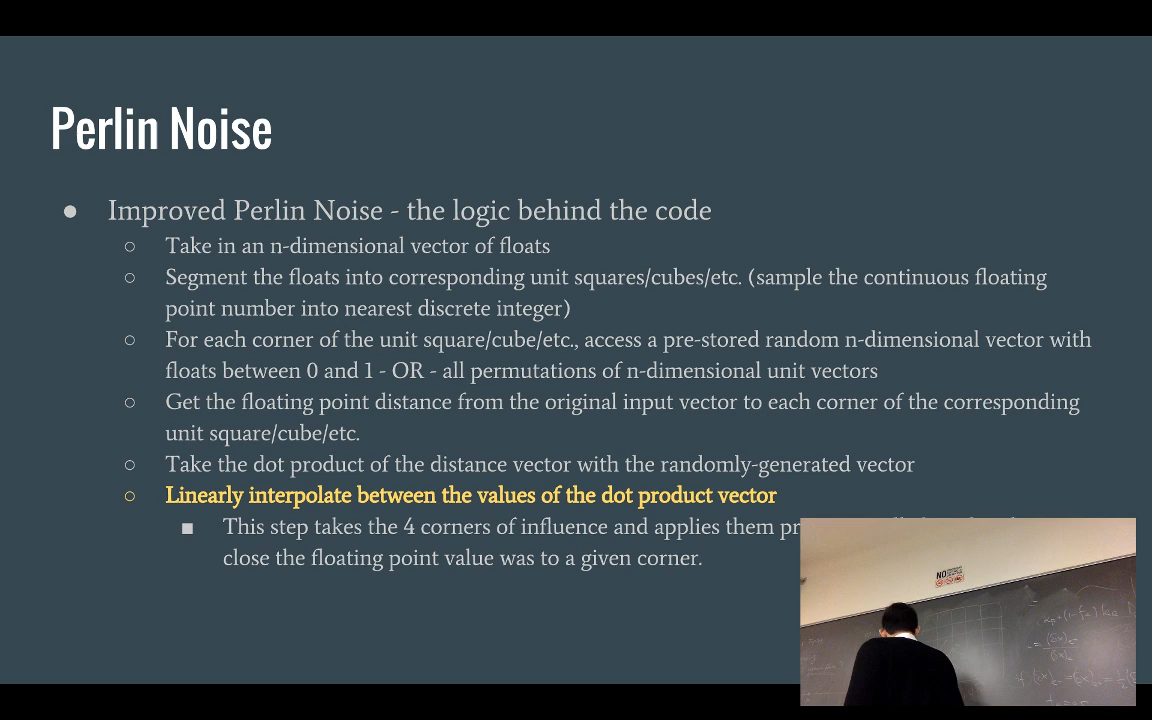 Perlin Noise
● Improved Perlin Noise - the logic behind the code
○ Take in an n-dimensional vector of floats
○ Segment the floats into corresponding unit squares/cubes/etc. (sample the continuous floating
point number into nearest discrete integer)
○ For each corner of the unit square/cube/etc., access a pre-stored random n-dimensional vector with
floats between 0 and 1 - OR - all permutations of n-dimensional unit vectors
○ Get the floating point distance from the original input vector to each corner of the corresponding
unit square/cube/etc.
○ Take the dot product of the distance vector with the randomly-generated vector
○ Linearly interpolate between the values of the dot product vector
■ This step takes the 4 corners of influence and applies them
close the floating point value was to a given corner.
NO